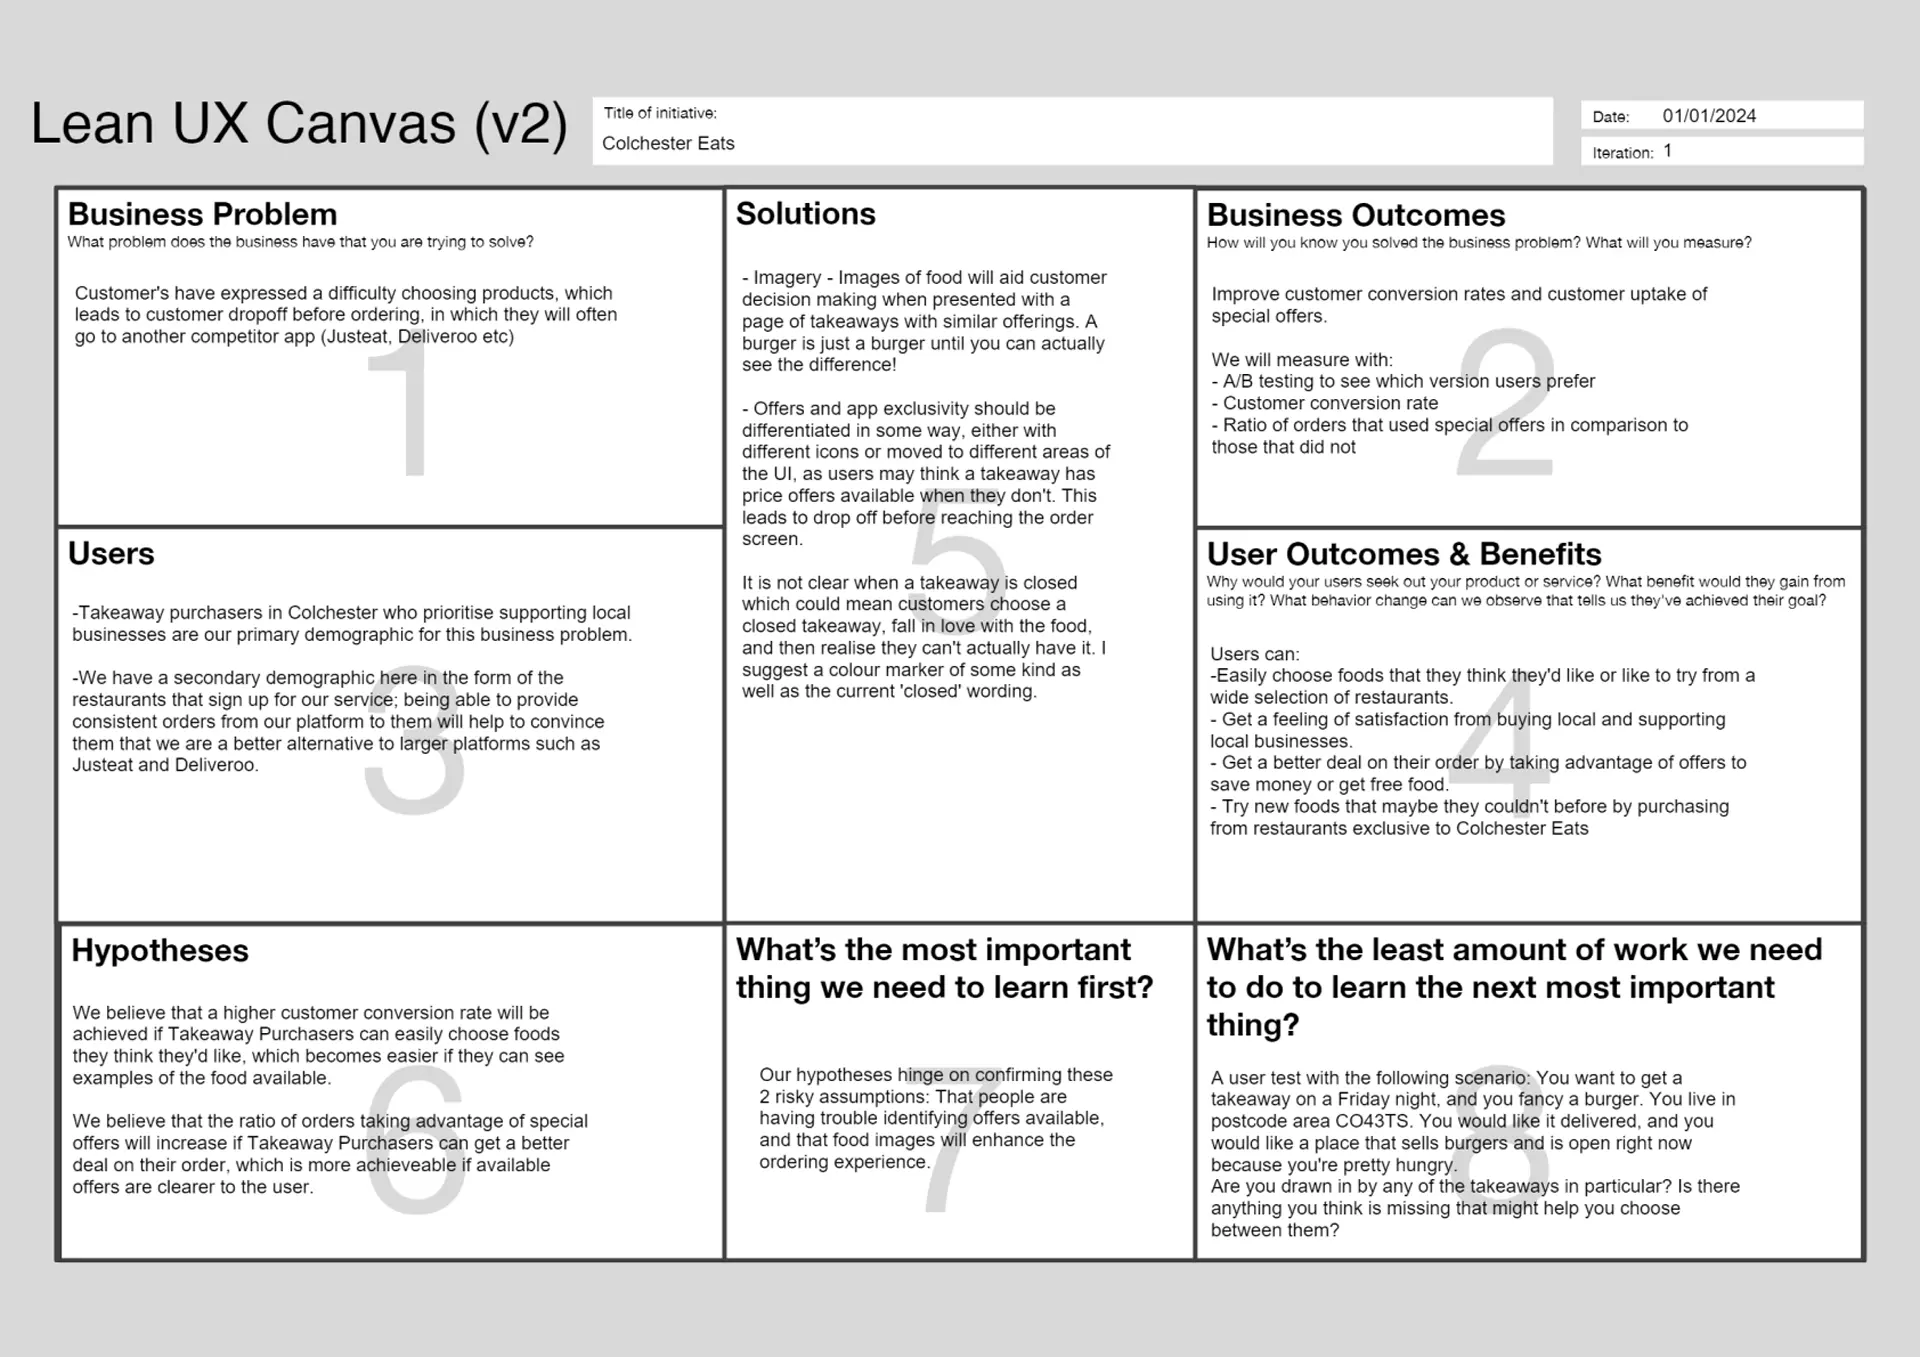 Lean UX Canvas (v2)
Title of initiative:
Colchester Eats
Date: 01/01/2024
Iteration: 1
Business Problem
What problem does the business have that you are trying to solve?
Customer's have expressed a difficulty choosing products, which
leads to customer dropoff before ordering, in which they will often
go to another competitor app (Justeat, Deliveroo etc)
1
Business Outcomes
How will you know you solved the business problem? What will you measure?
Improve customer conversion rates and customer uptake of
special offers.
We will measure with:
- A/B testing to see which version users prefer
- Customer conversion rate
- Ratio of orders that used special offers in comparison to
those that did not
2
Users
-Takeaway purchasers in Colchester who prioritise supporting local
businesses are our primary demographic for this business problem.
-We have a secondary demographic here in the form of the
restaurants that sign up for our service; being able to provide
consistent orders from our platform to them will help to convince
them that we are a better alternative to larger platforms such as
Justeat and Deliveroo.
3
User Outcomes & Benefits
Why would your users seek out your product or service? What benefit would they gain from
using it? What behavior change can we observe that tells us they've achieved their goal?
Users can:
-Easily choose foods that they think they'd like or like to try from a
wide selection of restaurants.
- Get a feeling of satisfaction from buying local and supporting
local businesses.
- Get a better deal on their order by taking advantage of offers to
save money or get free food.
- Try new foods that maybe they couldn't before by purchasing
from restaurants exclusive to Colchester Eats
4
Solutions
- Imagery - Images of food will aid customer
decision making when presented with a
page of takeaways with similar offerings. A
burger is just a burger until you can actually
see the difference!
- Offers and app exclusivity should be
differentiated in some way, either with
different icons or moved to different areas of
the UI, as users may think a takeaway has
price offers available when they don't. This
leads to drop off before reaching the order
screen.
It is not clear when a takeaway is closed
which could mean customers choose a
closed takeaway, fall in love with the food,
and then realise they can't actually have it. I
suggest a colour marker of some kind as
well as the current 'closed' wording.
5
Hypotheses
We believe that a higher customer conversion rate will be
achieved if Takeaway Purchasers can easily choose foods
they think they'd like, which becomes easier if they can see
examples of the food available.
We believe that the ratio of orders taking advantage of special
offers will increase if Takeaway Purchasers can get a better
deal on their order, which is more achieveable if available
offers are clearer to the user.
6
What's the most important
thing we need to learn first?
Our hypotheses hinge on confirming these
2 risky assumptions: That people are
having trouble identifying offers available,
and that food images will enhance the
ordering experience.
7
What's the least amount of work we need
to do to learn the next most important
thing?
A user test with the following scenario: You want to get a
takeaway on a Friday night, and you fancy a burger. You live in
postcode area CO43TS. You would like it delivered, and you
would like a place that sells burgers and is open right now
because you're pretty hungry.
Are you drawn in by any of the takeaways in particular? Is there
anything you think is missing that might help you choose
between them?
8